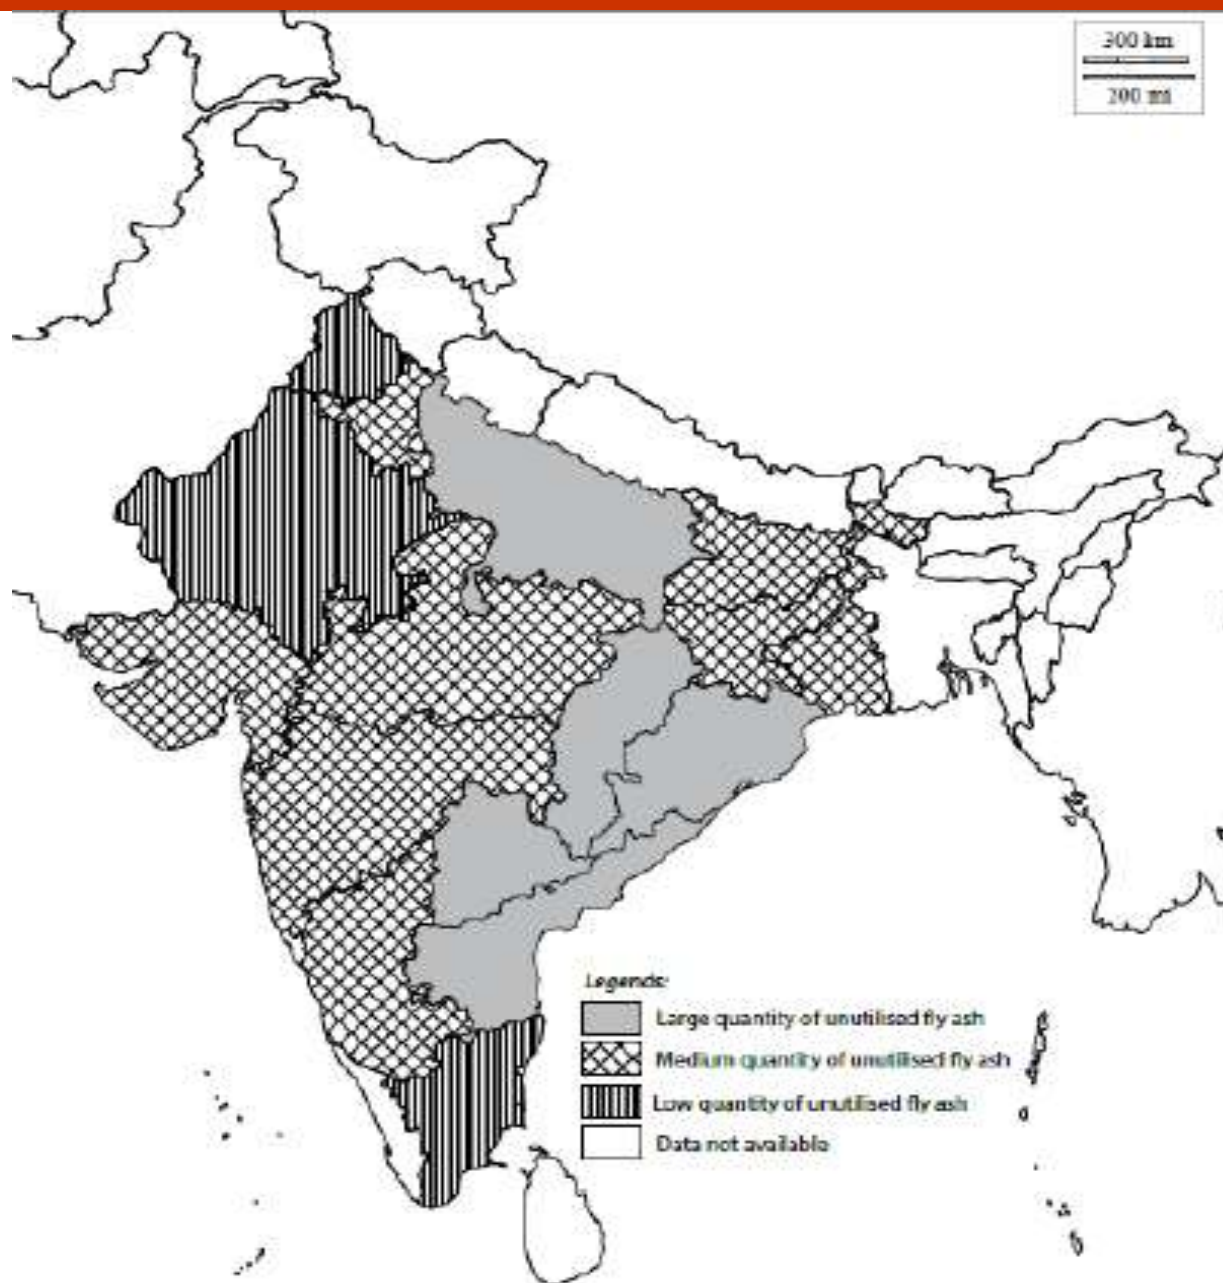 300 km
200 mi
Legends:
Large quantity of unutilised fly ash
Medium quantity of unutilised fly ash
Low quantity of unutilised fly ash
Data not available